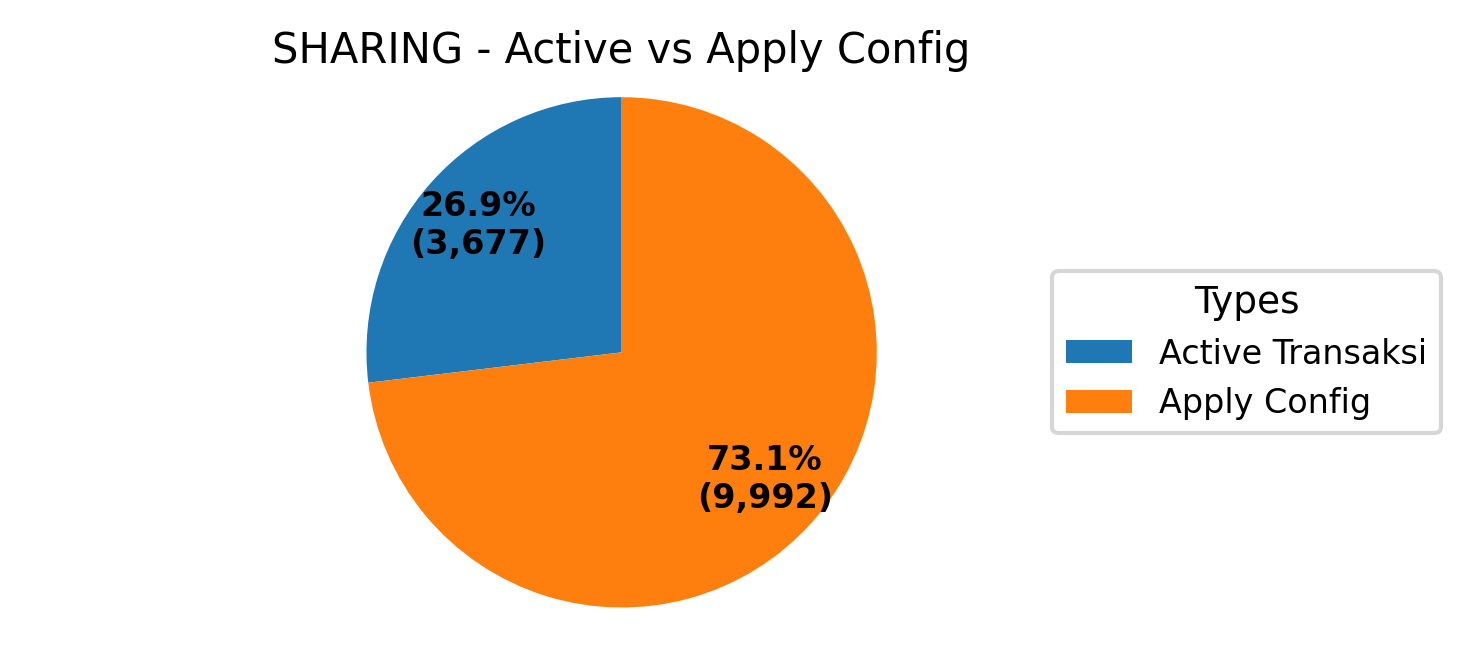 SHARING - Active vs Apply Config
26.9%
(3,677)
73.1%
(9,992)
Types
Active Transaksi
Apply Config